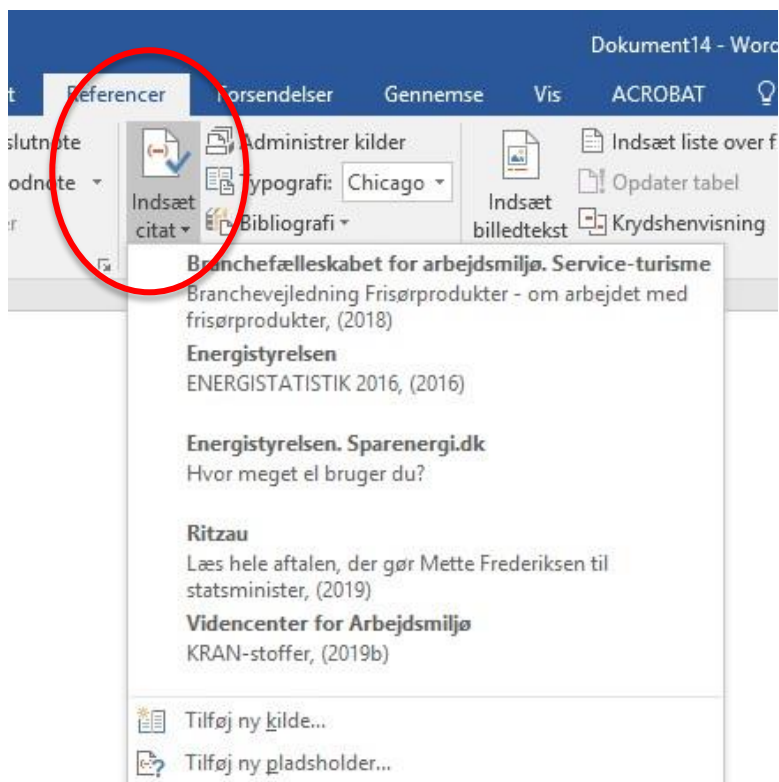 Dokument14 - Word
t Referencer Forsendelser Gennemse Vis ACROBAT
slutnote
odnote
r
Indsæt
citat
Administrer kilder
Typografi: Chicago
Bibliografi
Indsæt
billedtekst
Indsæt liste over f
Opdater tabel
Krydshenvisning
Branchefælleskabet for arbejdsmiljø. Service-turisme
Branchevejledning Frisørprodukter - om arbejdet med
frisørprodukter, (2018)
Energistyrelsen
ENERGISTATISTIK 2016, (2016)
Energistyrelsen. Sparenergi.dk
Hvor meget el bruger du?
Ritzau
Læs hele aftalen, der gør Mette Frederiksen til
statsminister, (2019)
Videncenter for Arbejdsmiljø
KRAN-stoffer, (2019b)
Tilføj ny kilde...
Tilføj ny pladsholder...